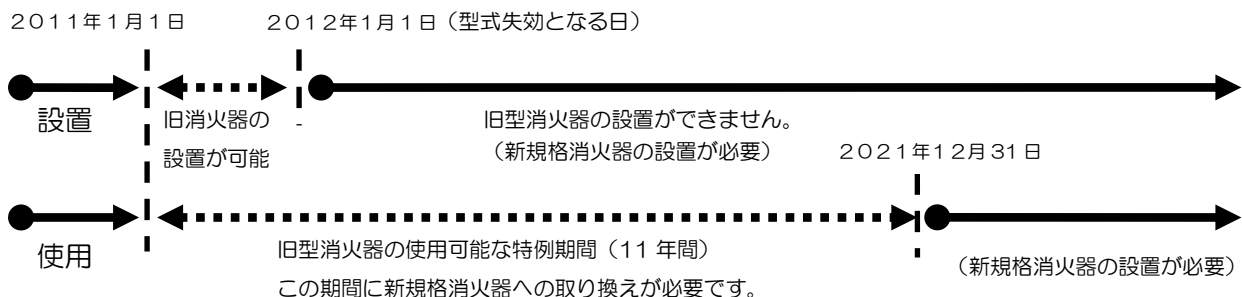 ２０１１年１月１日
２０１２年１月１日（型式失効となる日）
設置
旧消火器の
設置が可能
旧型消火器の設置ができません。
（新規格消火器の設置が必要）
２０２１年１２月３１日
使用
旧型消火器の使用可能な特例期間（11 年間）
この期間に新規格消火器への取り換えが必要です。
（新規格消火器の設置が必要）